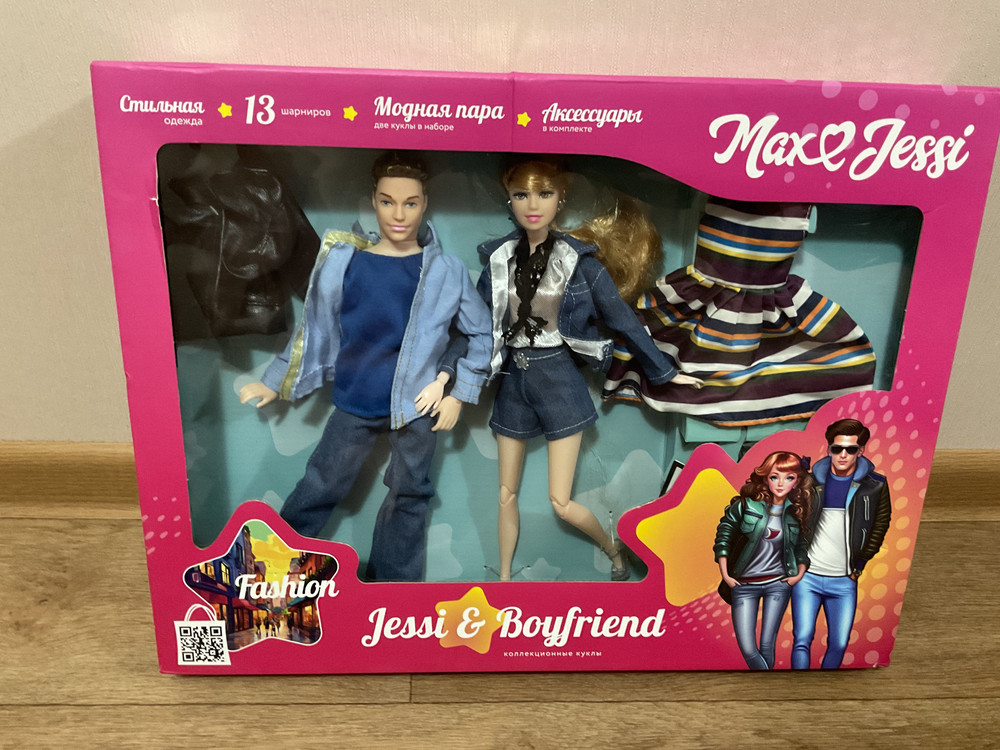 Стильная
одежда
13 шарниров
Модная пара
две куклы в наборе
Аксессуары
в комплекте
Max Jessi
Fashion
Jessi & Boyfriend
коллекционные куклы